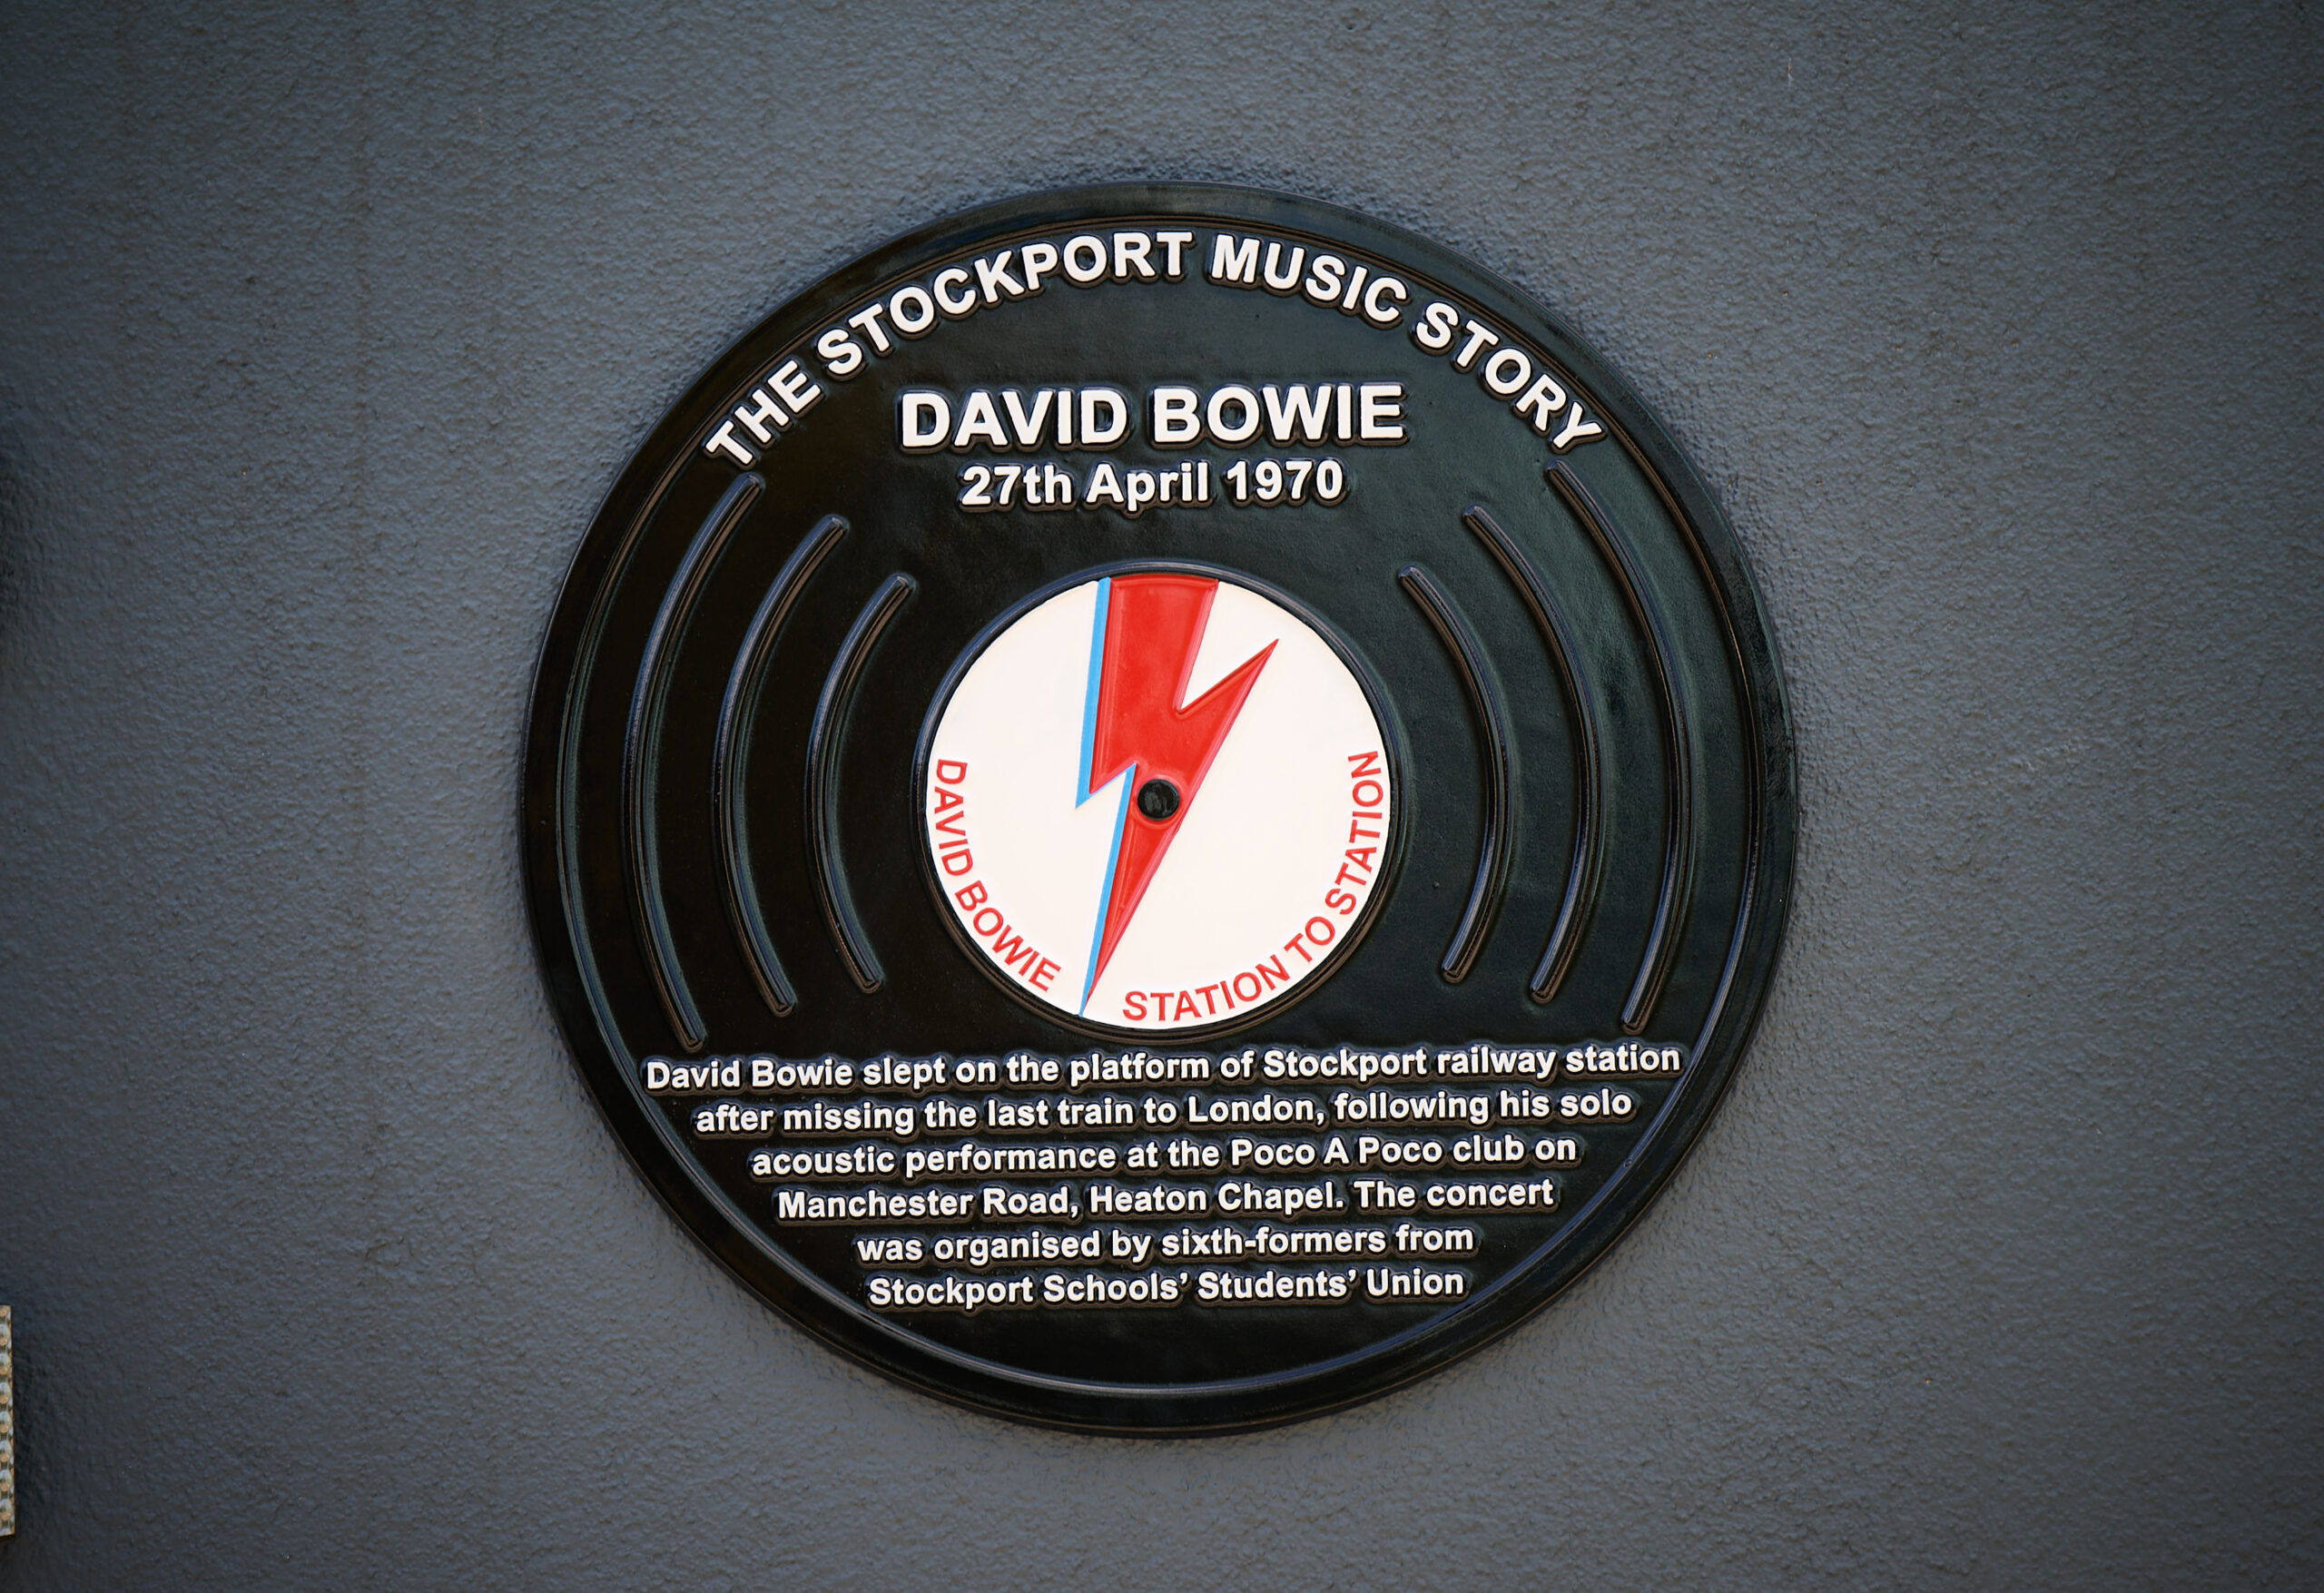 THE STOCKPORT MUSIC STORY
DAVID BOWIE
27th April 1970
DAVID BOWIE
STATION TO STATION
David Bowie slept on the platform of Stockport railway station
after missing the last train to London, following his solo
acoustic performance at the Poco A Poco club on
Manchester Road, Heaton Chapel. The concert
was organised by sixth-formers from
Stockport Schools’ Students’ Union